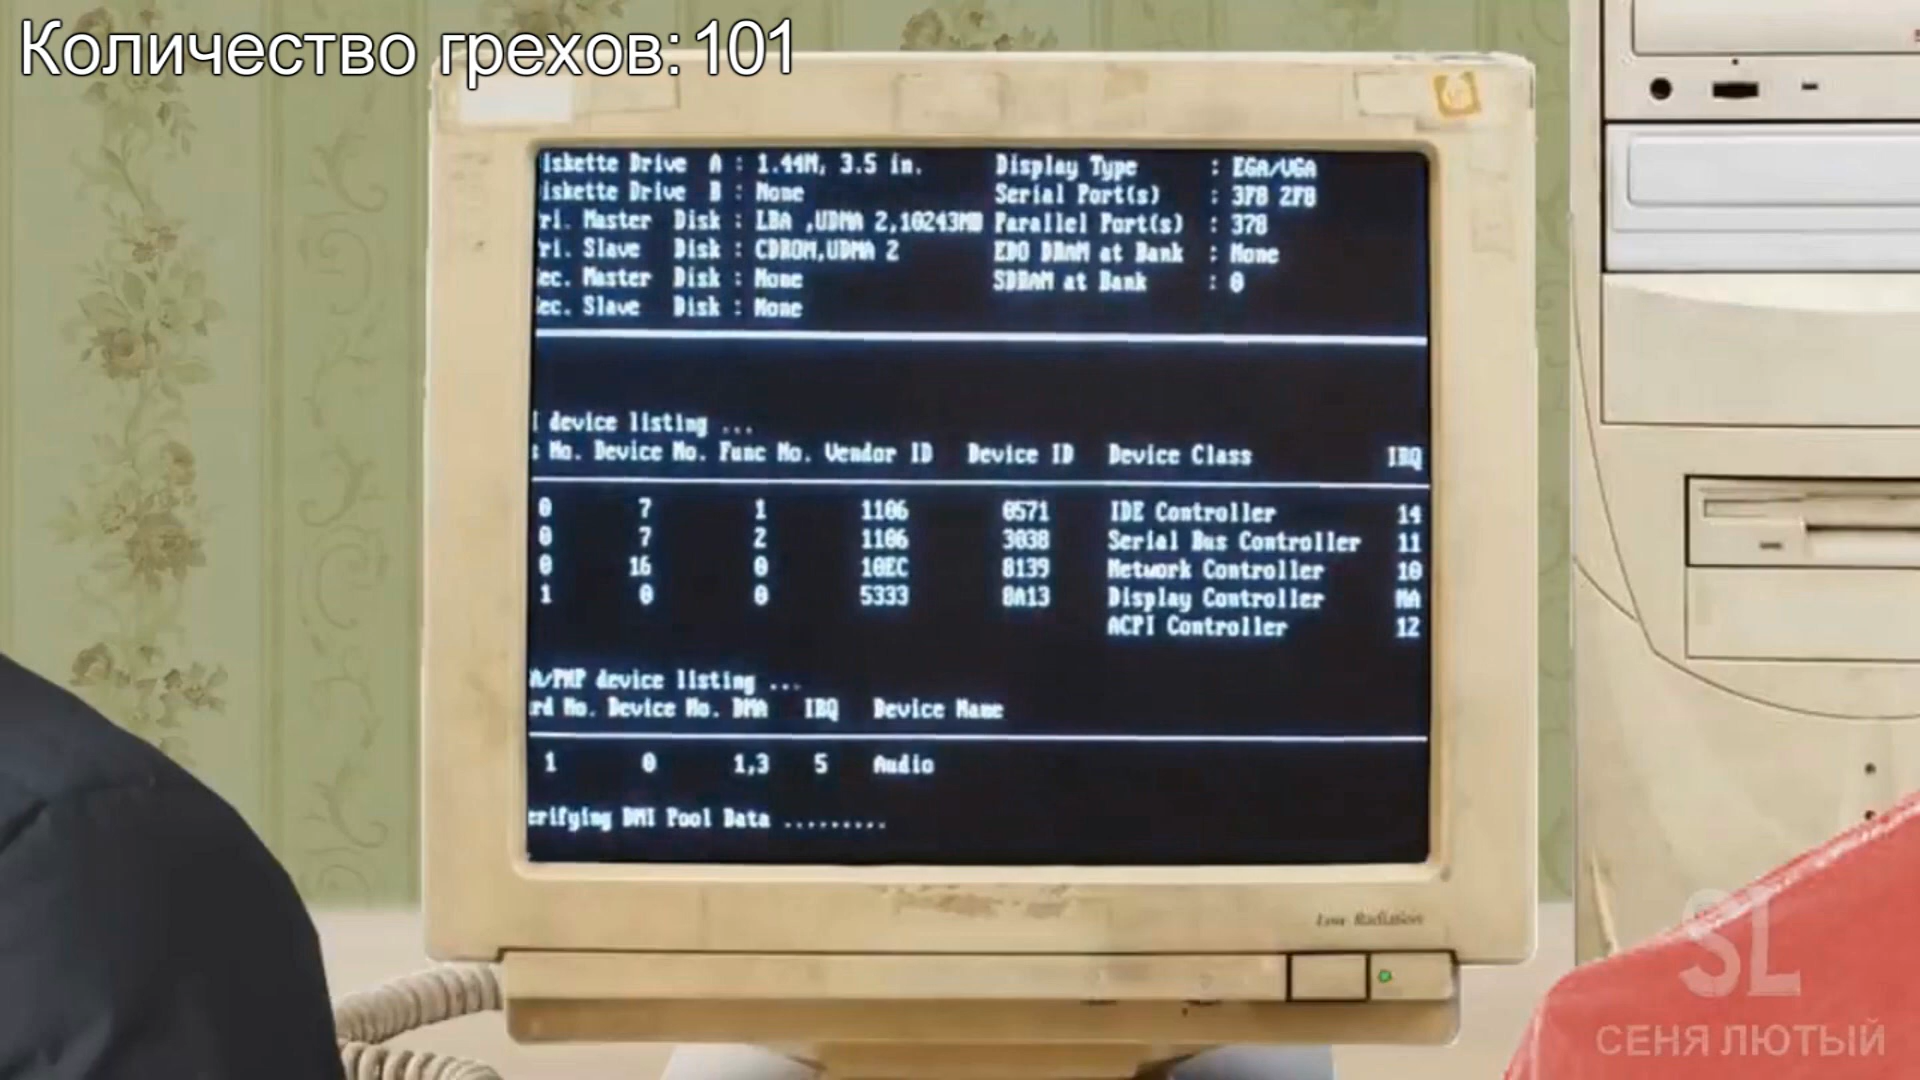 Количество грехов: 101
iskette Drive A : 1.44M, 3.5 in. Display Type : EGA/VGA
iskette Drive B : None Serial Port(s) : 3F8 2F8
ri. Master Disk : LBA ,UDMA 2,10243MB Parallel Port(s) : 378
ri. Slave Disk : CDROM,UDMA 2 EDO DRAM at Bank : None
ec. Master Disk : None SDRAM at Bank : 0
ec. Slave Disk : None
I device listing ...
s No. Device No. Func No. Vendor ID Device ID Device Class IRQ
0 7 1 1106 0571 IDE Controller 14
0 7 2 1106 3038 Serial Bus Controller 11
0 16 0 10EC 8139 Network Controller 10
1 0 0 5333 8A13 Display Controller NA
ACPI Controller 12
A/PNP device listing ...
rd No. Device No. DMA IRQ Device Name
1 0 1,3 5 Audio
erifying DMI Pool Data .........
Low Radiation
SL
СЕНЯ ЛЮТЫЙ